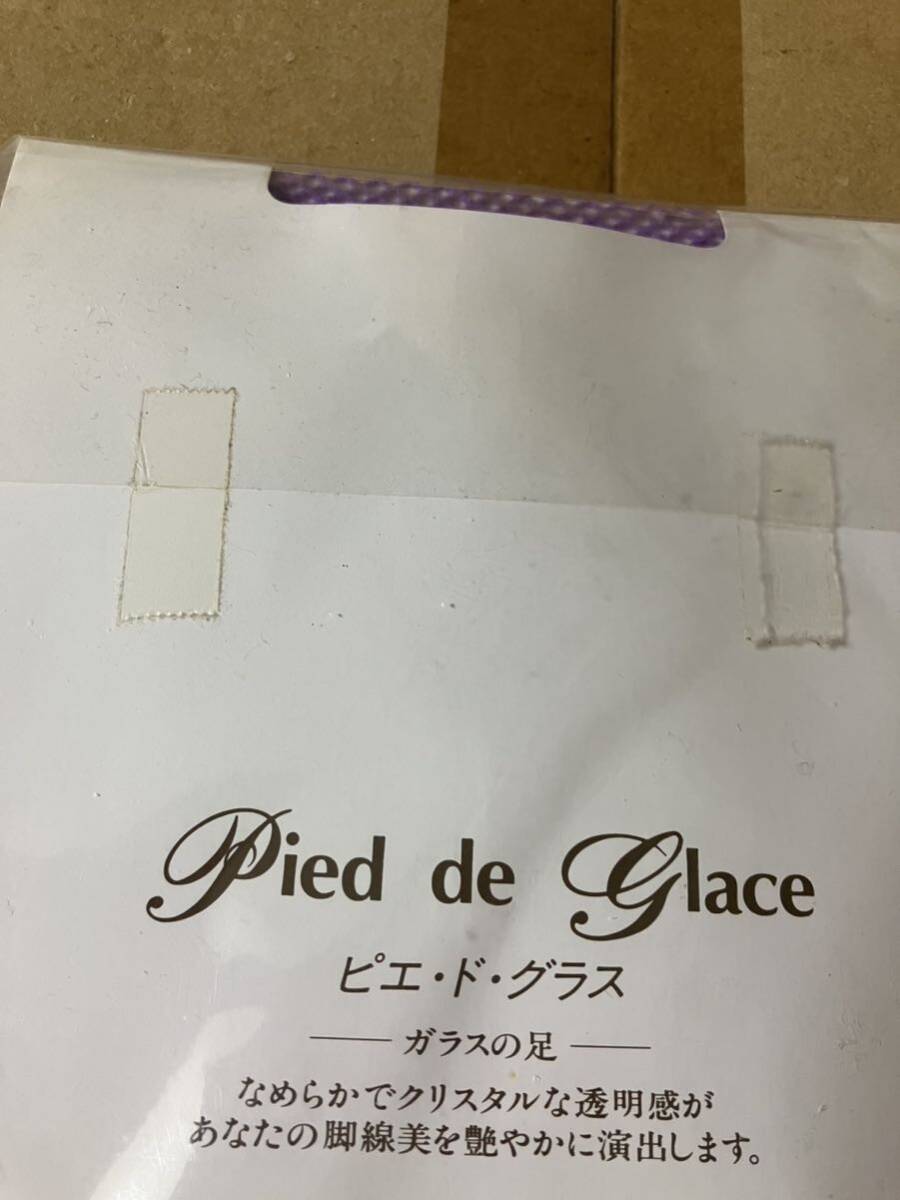 Pied de Glace
ピエ・ド・グラス
ガラスの足
なめらかでクリスタルな透明感が
あなたの脚線美を艶やかに演出します。